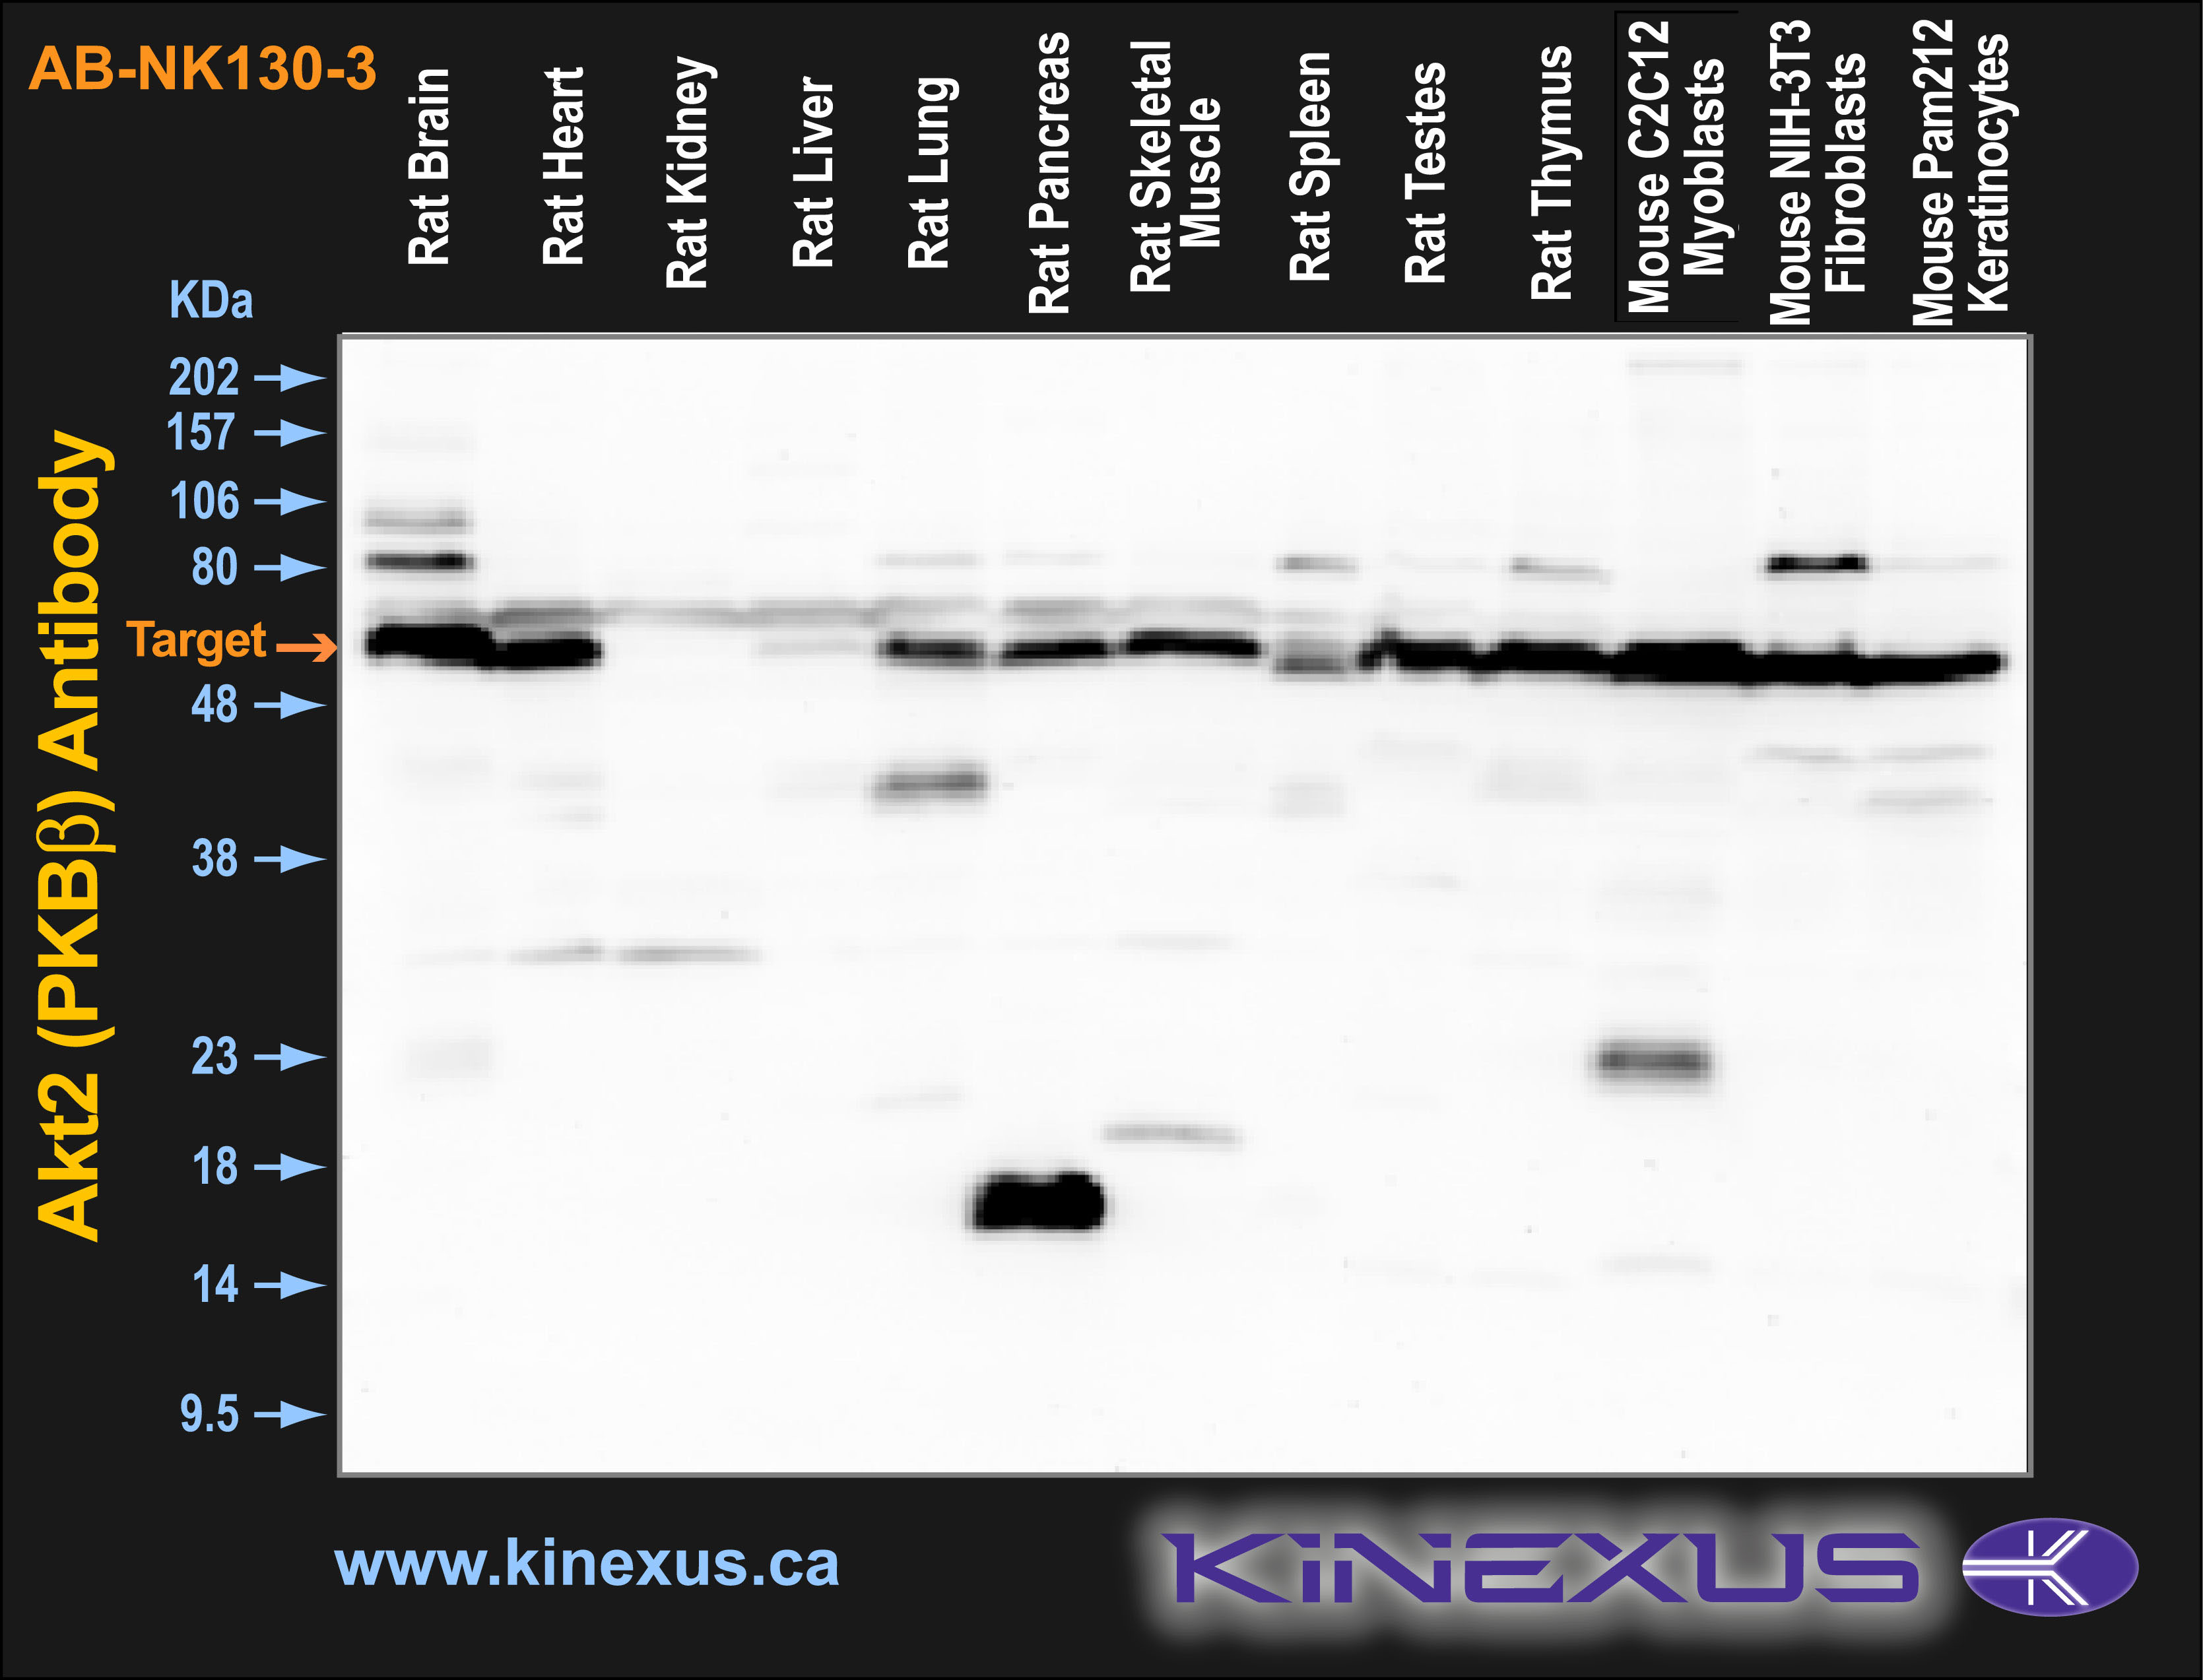 AB-NK130-3
Rat Brain
Rat Heart
Rat Kidney
Rat Liver
Rat Lung
Rat Pancreas
Rat Skeletal
Muscle
Rat Spleen
Rat Testes
Rat Thymus
Mouse C2C12
Myoblasts
Mouse NIH-3T3
Fibroblasts
Mouse Pam212
Keratinocytes
KDa
202
157
106
80
Target
48
38
23
18
14
9.5
Akt2 (PKBβ) Antibody
www.kinexus.ca
KiNEXUS